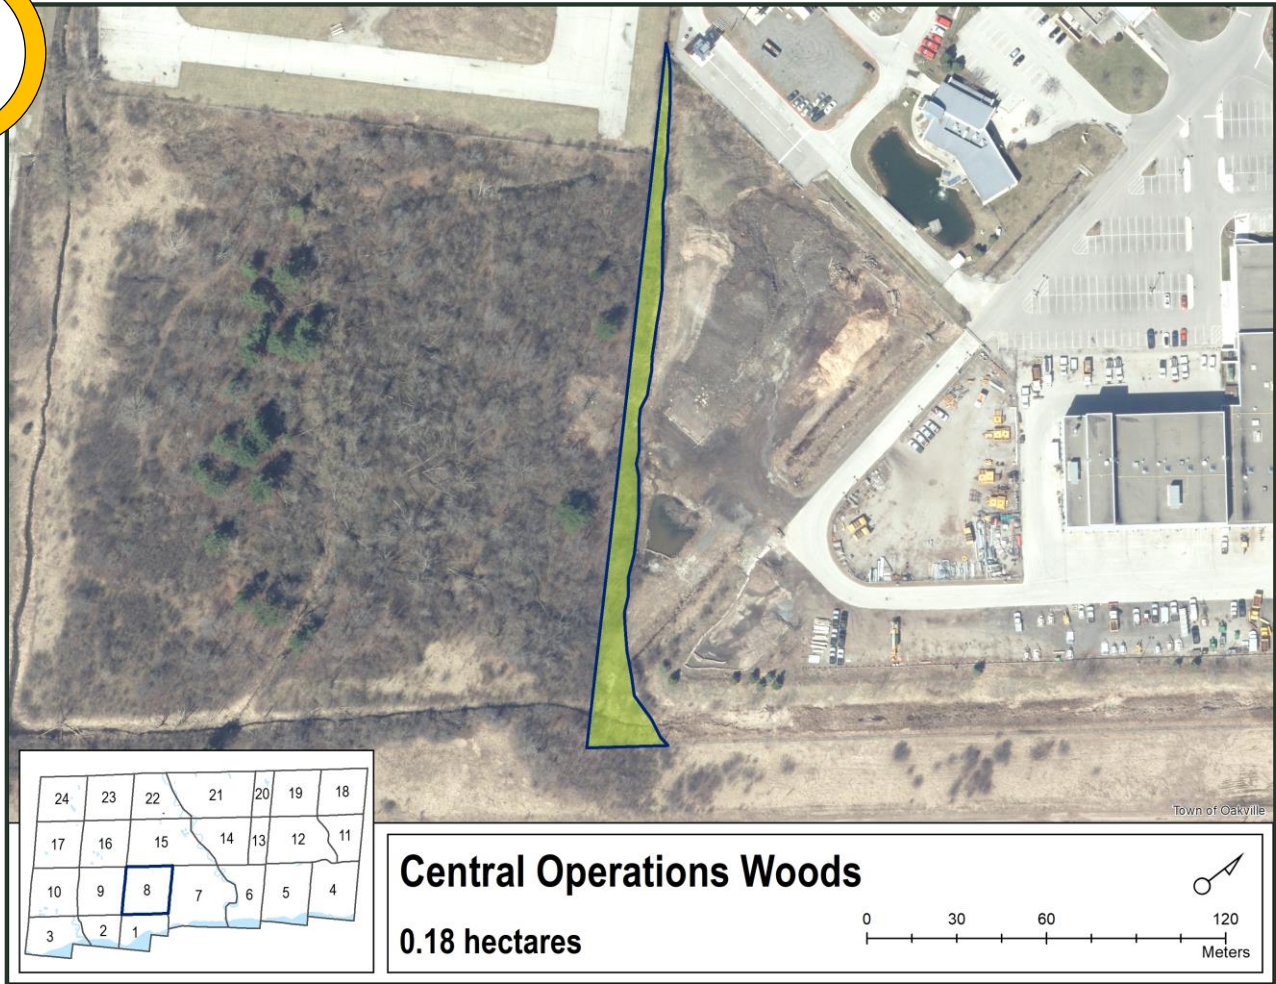 Town of Oakville
24 23 22 21 20 19 18
17 16 15 14 13 12 11
10 9 8 7 6 5 4
3 2 1
Central Operations Woods
0.18 hectares
0 30 60 120
Meters